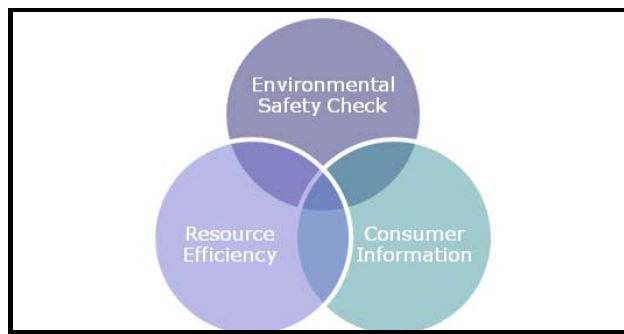 Environmental
Safety Check
Resource
Efficiency
Consumer
Information